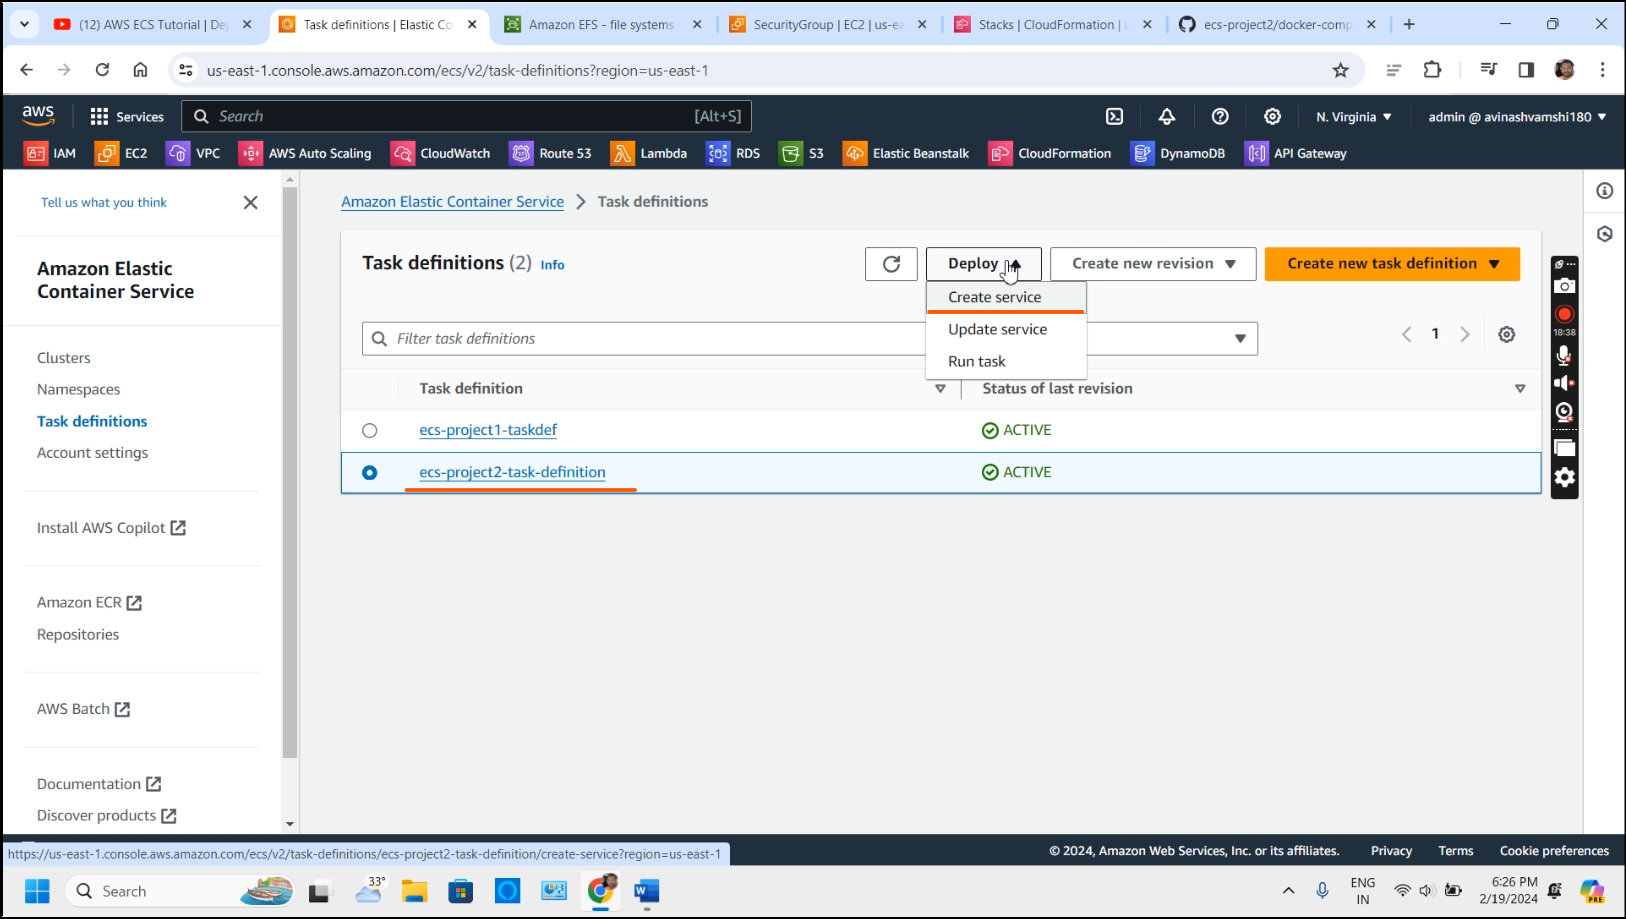 (12) AWS ECS Tutorial | De
Task definitions | Elastic Co
Amazon EFS - file systems
SecurityGroup | EC2 | us-ea
Stacks | CloudFormation | u
ecs-project2/docker-comp
us-east-1.console.aws.amazon.com/ecs/v2/task-definitions?region=us-east-1
aws
Services
Search
[Alt+S]
N. Virginia
admin @ avinashvamshi180
IAM
EC2
VPC
AWS Auto Scaling
CloudWatch
Route 53
Lambda
RDS
S3
Elastic Beanstalk
CloudFormation
DynamoDB
API Gateway
Tell us what you think
Amazon Elastic
Container Service
Clusters
Namespaces
Task definitions
Account settings
Install AWS Copilot
Amazon ECR
Repositories
AWS Batch
Documentation
Discover products
Amazon Elastic Container Service > Task definitions
Task definitions (2) Info
Deploy
Create new revision
Create new task definition
Create service
Update service
Run task
Filter task definitions
1
Task definition
Status of last revision
ecs-project1-taskdef
ACTIVE
ecs-project2-task-definition
ACTIVE
18:38
https://us-east-1.console.aws.amazon.com/ecs/v2/task-definitions/ecs-project2-task-definition/create-service?region=us-east-1
© 2024, Amazon Web Services, Inc. or its affiliates.
Privacy
Terms
Cookie preferences
Search
33°
ENG
IN
6:26 PM
2/19/2024
PRE